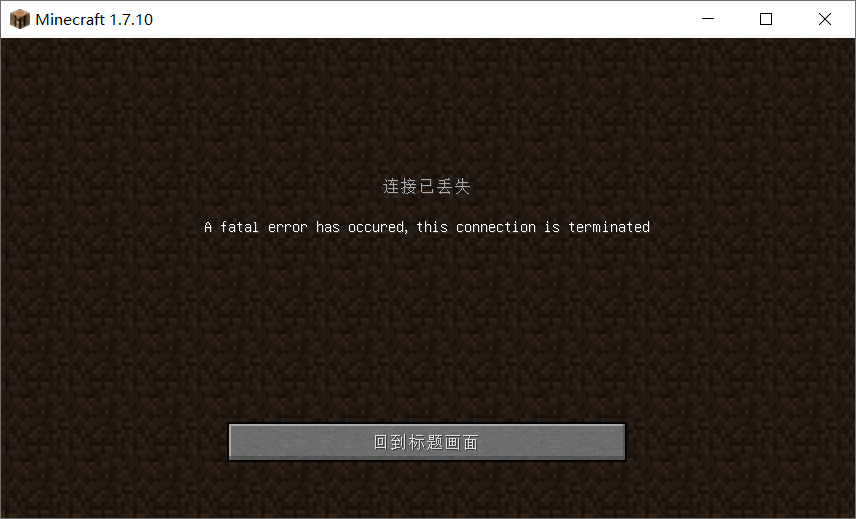 Minecraft 1.7.10
连接已丢失
A fatal error has occured, this connection is terminated
回到标题画面